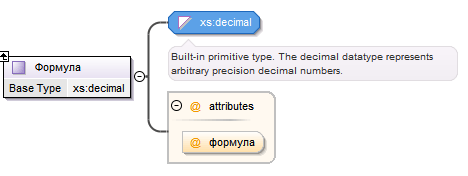 xs:decimal
Формула
Base Type xs:decimal
Built-in primitive type. The decimal datatype represents
arbitrary precision decimal numbers.
@ attributes
@ формула